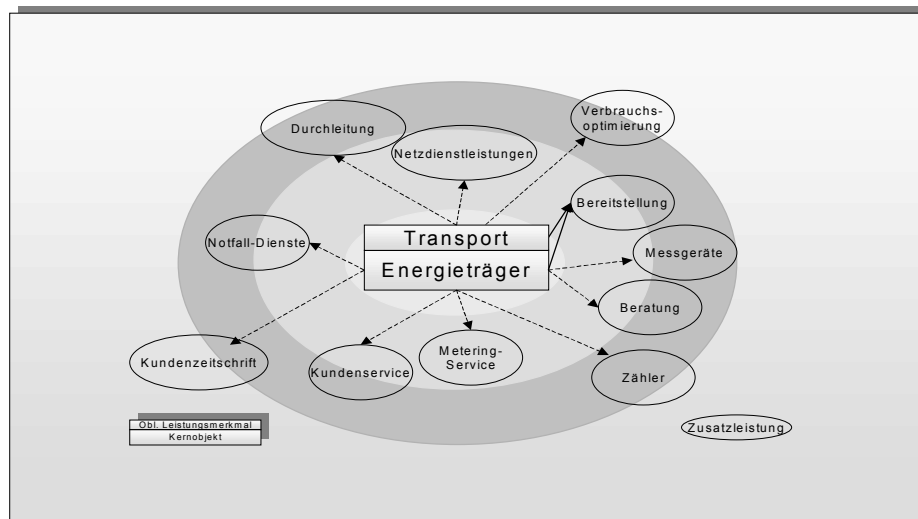 Durchleitung
Verbrauchs-
optimierung
Netzdienstleistungen
Bereitstellung
Transport
Energieträger
Notfall-Dienste
Messgeräte
Beratung
Kundenzeitschrift
Kundenservice
Metering-
Service
Zähler
Obl. Leistungsmerkmal
Kernobjekt
Zusatzleistung